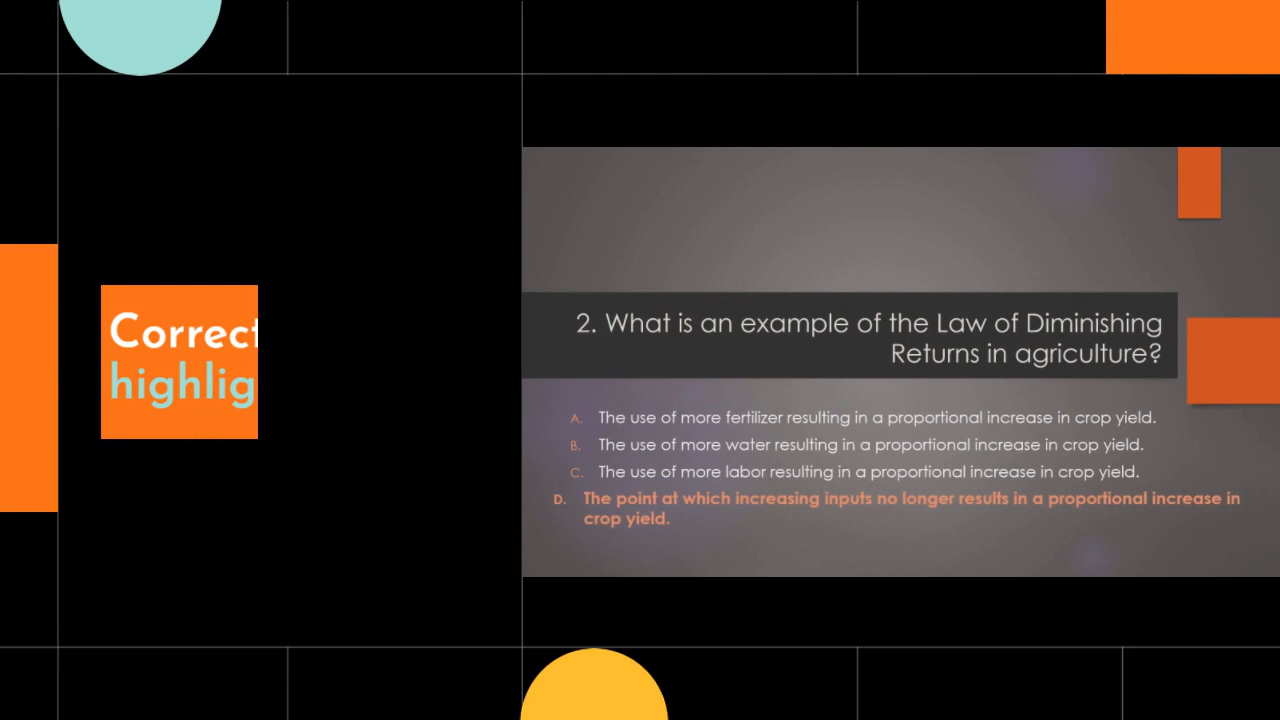 Correct
highlig
2. What is an example of the Law of Diminishing
Returns in agriculture?
A. The use of more fertilizer resulting in a proportional increase in crop yield.
B. The use of more water resulting in a proportional increase in crop yield.
C. The use of more labor resulting in a proportional increase in crop yield.
D. The point at which increasing inputs no longer results in a proportional increase in
crop yield.